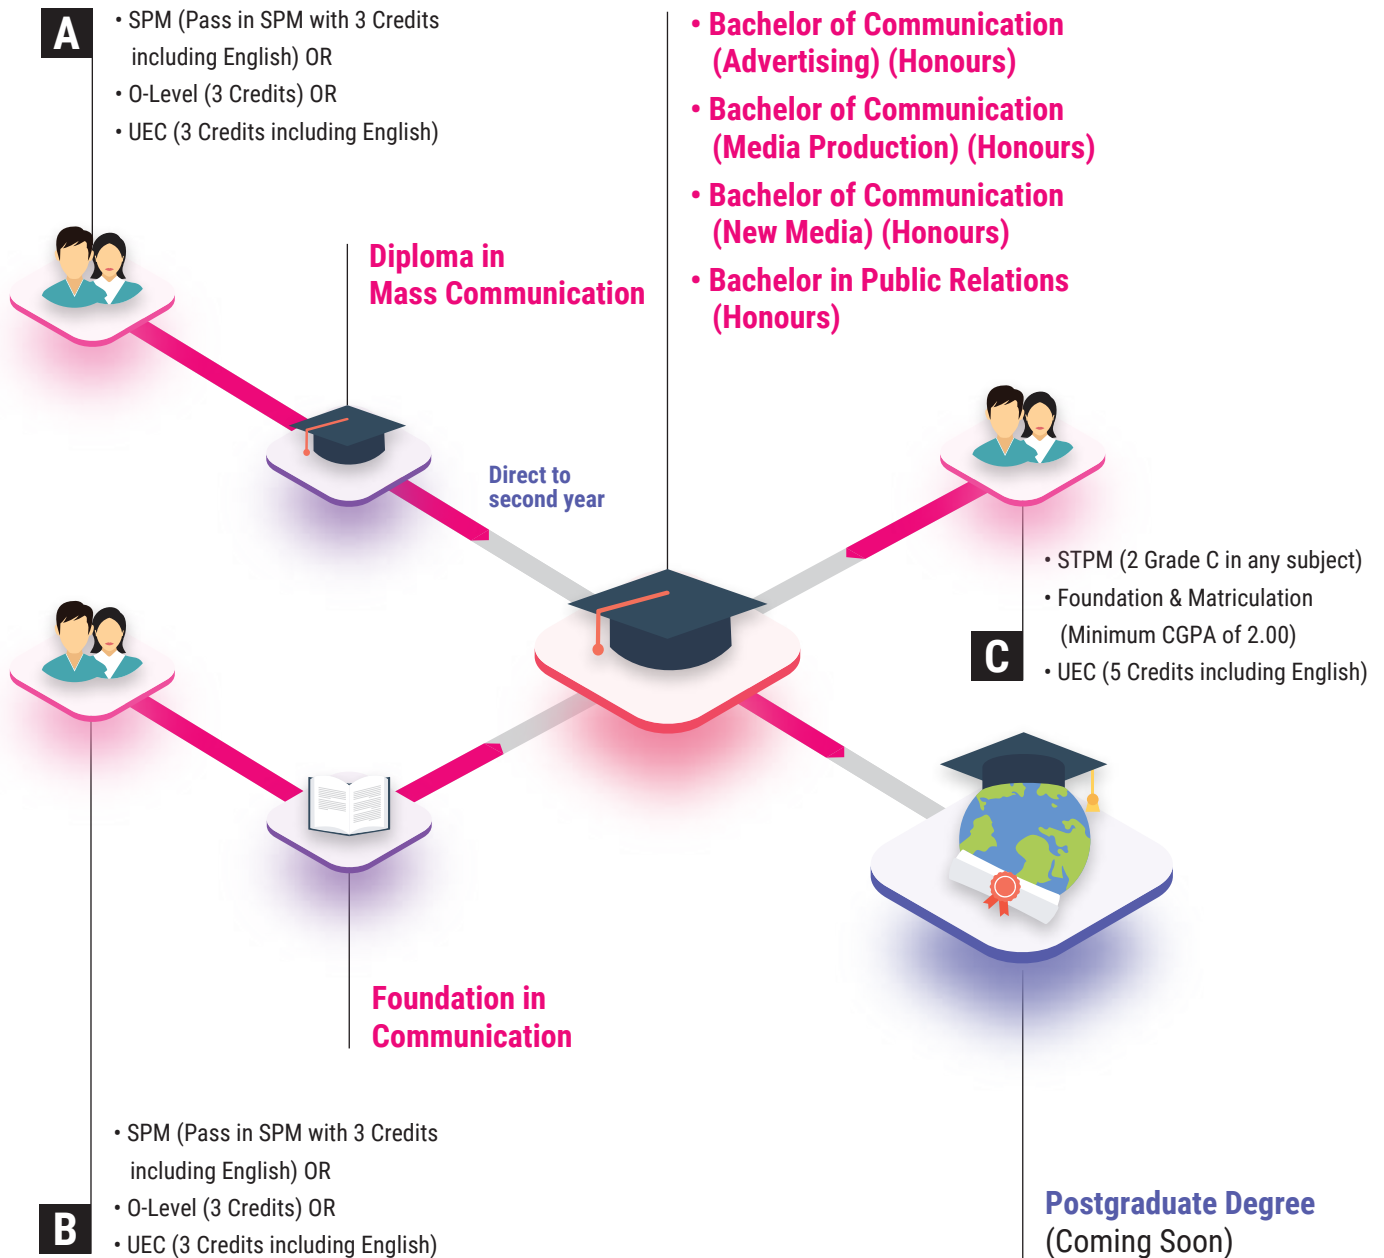 A
• SPM (Pass in SPM with 3 Credits
including English) OR
• O-Level (3 Credits) OR
• UEC (3 Credits including English)
• Bachelor of Communication
(Advertising) (Honours)
• Bachelor of Communication
(Media Production) (Honours)
• Bachelor of Communication
(New Media) (Honours)
• Bachelor in Public Relations
(Honours)
Diploma in
Mass Communication
Direct to
second year
C
• STPM (2 Grade C in any subject)
• Foundation & Matriculation
(Minimum CGPA of 2.00)
• UEC (5 Credits including English)
Foundation in
Communication
B
• SPM (Pass in SPM with 3 Credits
including English) OR
• O-Level (3 Credits) OR
• UEC (3 Credits including English)
Postgraduate Degree
(Coming Soon)